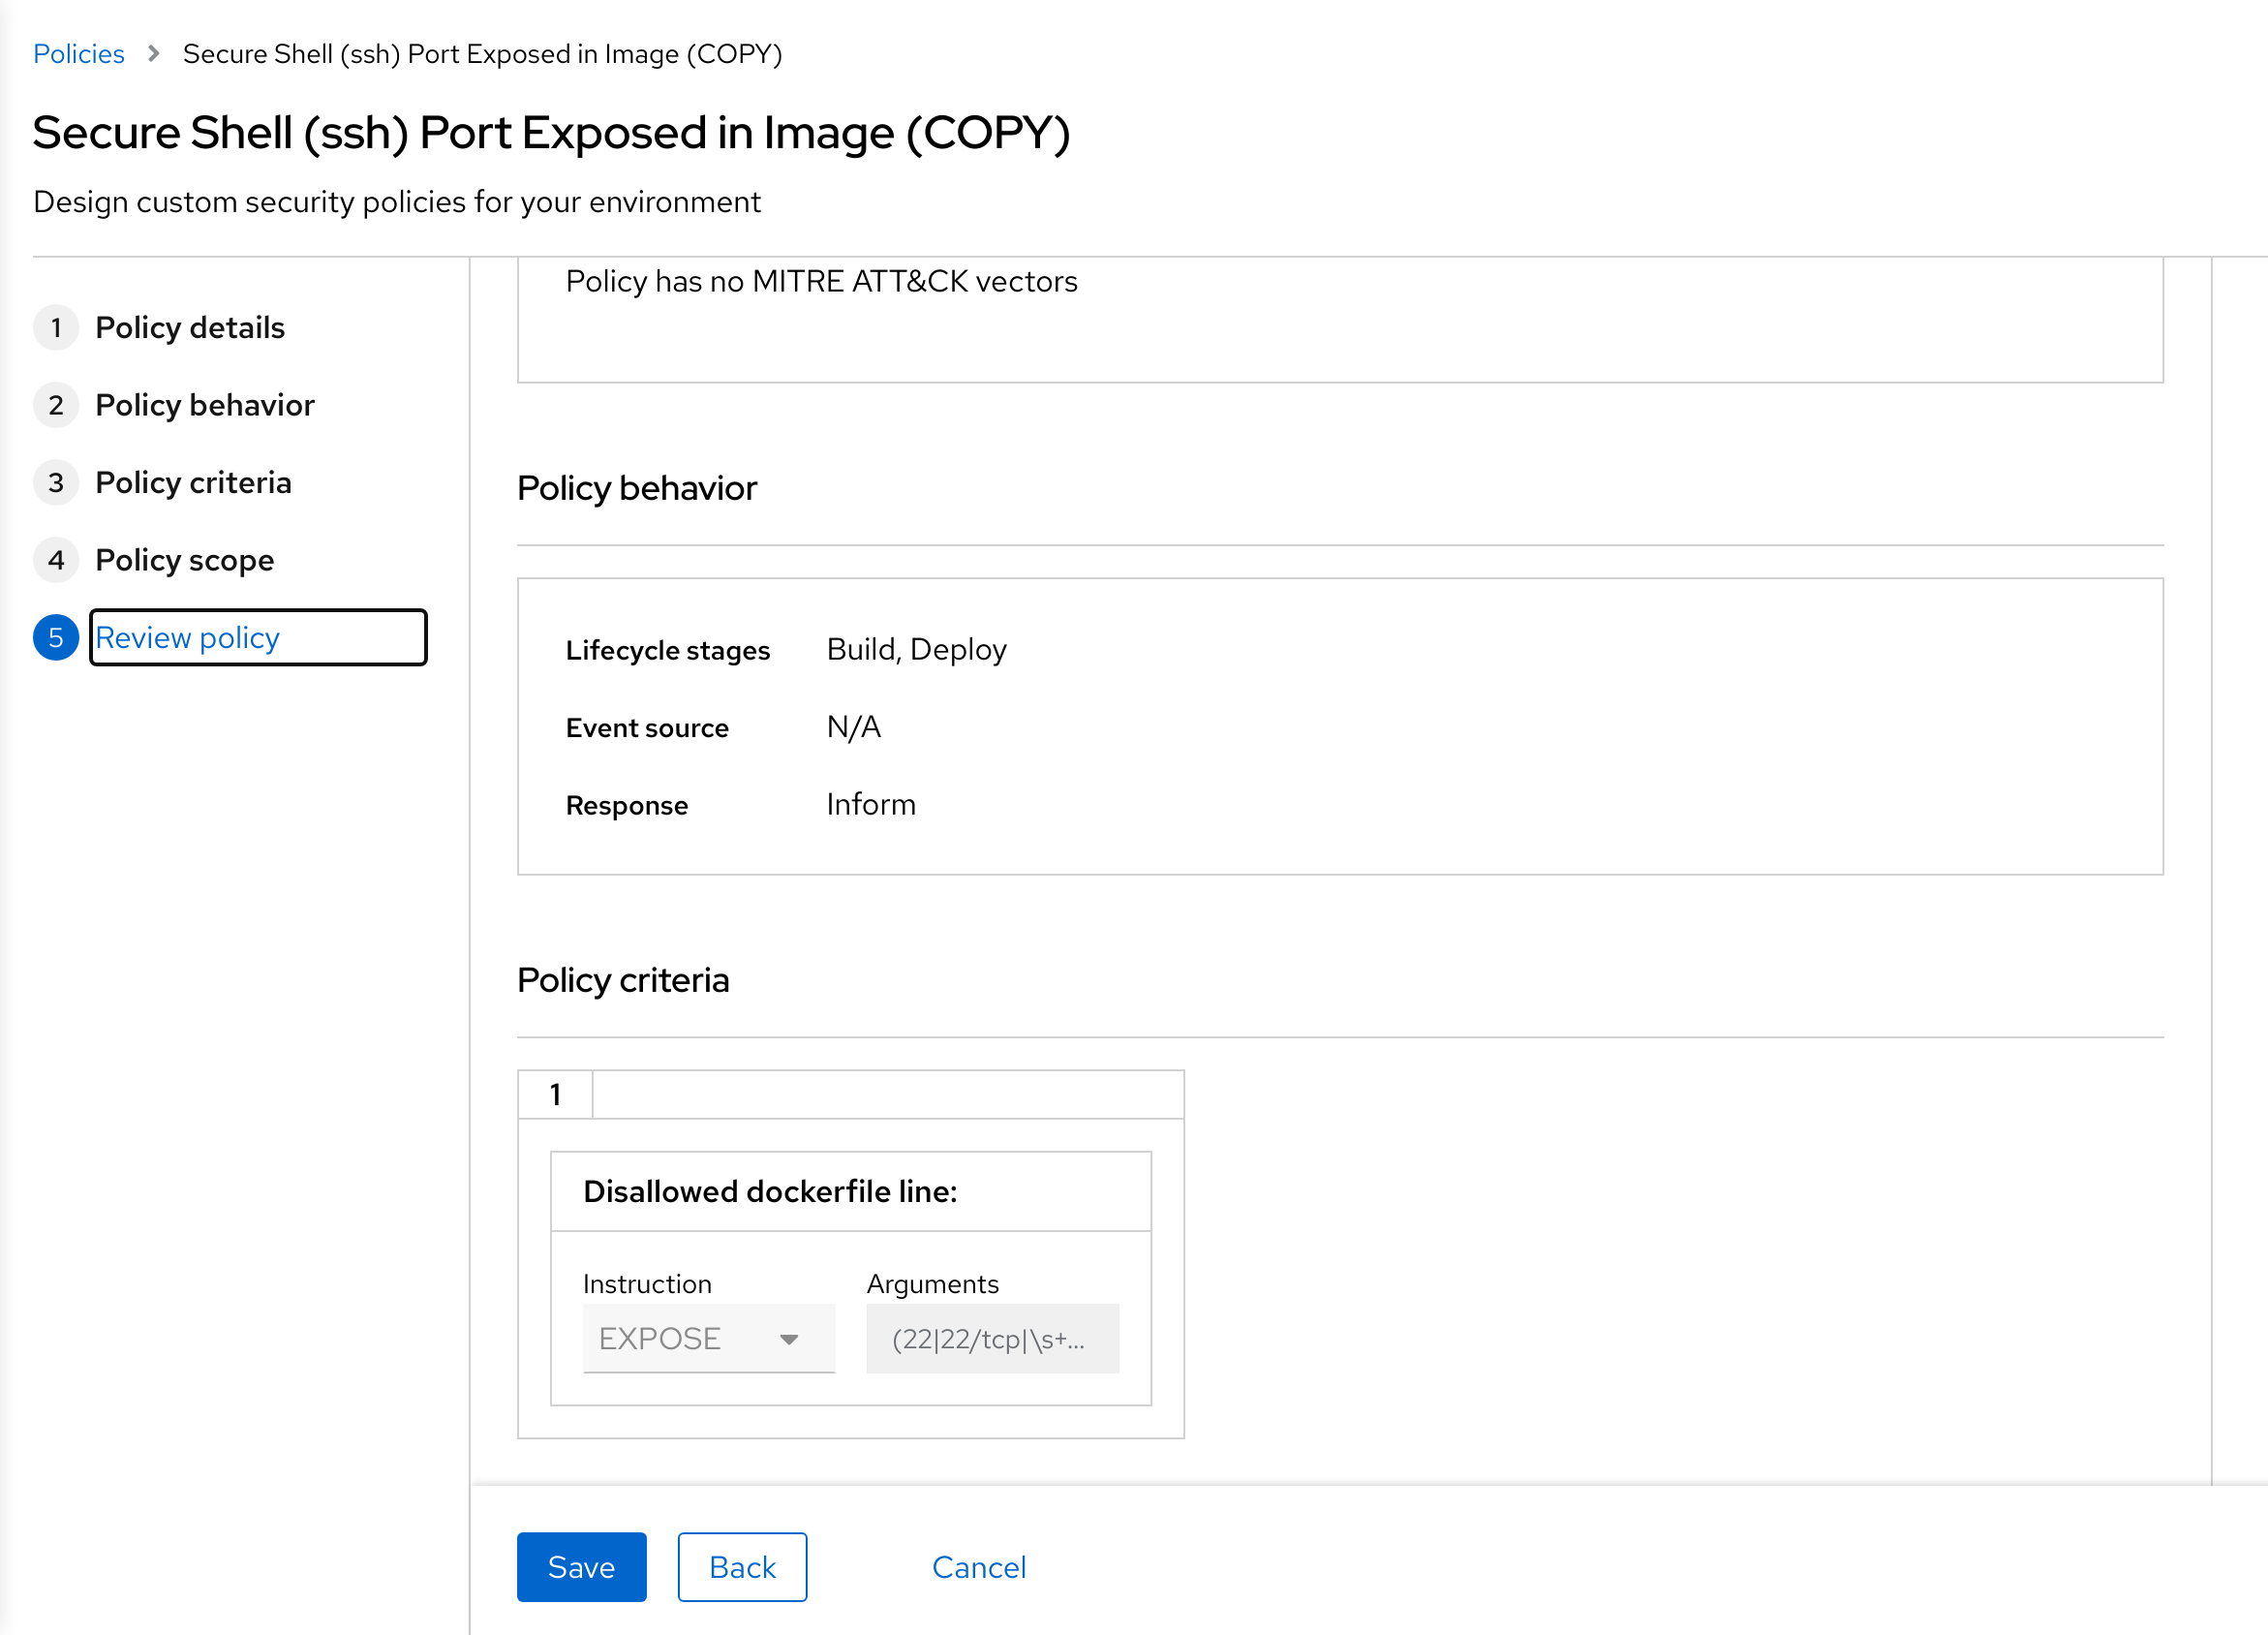 Policies > Secure Shell (ssh) Port Exposed in Image (COPY)
Secure Shell (ssh) Port Exposed in Image (COPY)
Design custom security policies for your environment
1 Policy details
2 Policy behavior
3 Policy criteria
4 Policy scope
5 Review policy
Policy has no MITRE ATT&CK vectors
Policy behavior
Lifecycle stages Build, Deploy
Event source N/A
Response Inform
Policy criteria
1
Disallowed dockerfile line:
Instruction Arguments
EXPOSE (22|22/tcp|\s+...
Save Back Cancel